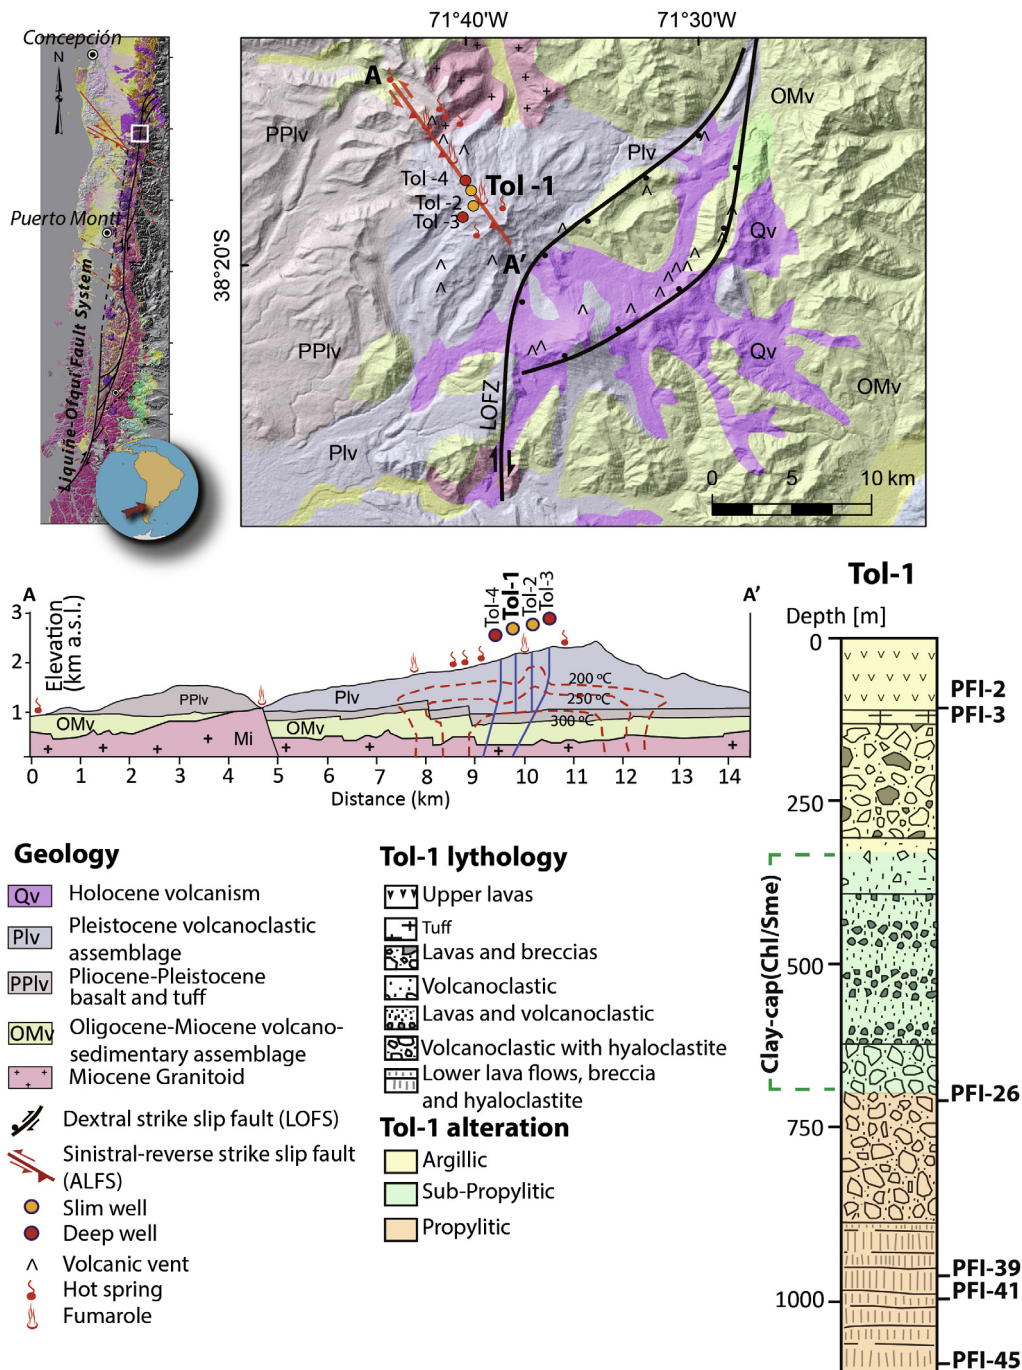 Concepción
N
Puerto Montt
Liquiñe-Ofqui Fault System
71°40'W
71°30'W
38°20'S
A
OMv
PPlv
Plv
Tol -4
Tol -1
Tol -2
Tol -3
A'
Qv
PPlv
Qv
OMv
LOFZ
Plv
0 5 10 km
A
A'
Elevation
(km a.s.l.)
3
2
1
Tol-4
Tol-1
Tol-2
Tol-3
200 ºC
250 ºC
300 ºC
PPlv
Plv
OMv
OMv
Mi
0 1 2 3 4 5 6 7 8 9 10 11 12 13 14
Distance (km)
Geology
Qv Holocene volcanism
Plv Pleistocene volcanoclastic
assemblage
PPlv Pliocene-Pleistocene
basalt and tuff
OMv Oligocene-Miocene volcano-
sedimentary assemblage
Miocene Granitoid
Dextral strike slip fault (LOFS)
Sinistral-reverse strike slip fault
(ALFS)
Slim well
Deep well
Volcanic vent
Hot spring
Fumarole
Tol-1 lythology
Upper lavas
Tuff
Lavas and breccias
Volcanoclastic
Lavas and volcanoclastic
Volcanoclastic with hyaloclastite
Lower lava flows, breccia
and hyaloclastite
Tol-1 alteration
Argillic
Sub-Propylitic
Propylitic
Tol-1
Depth [m]
0
250
500
750
1000
Clay-cap(Chl/Sme)
PFI-2
PFI-3
PFI-26
PFI-39
PFI-41
PFI-45